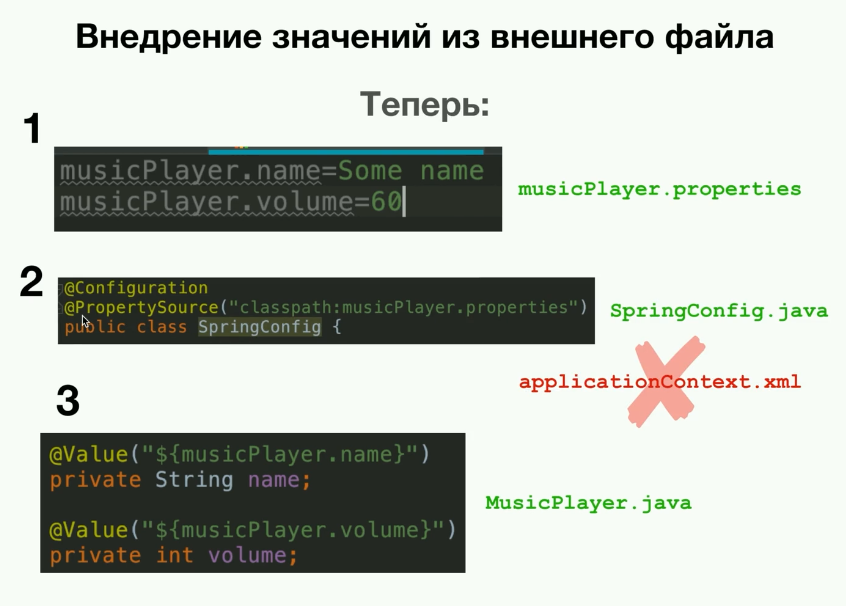 Внедрение значений из внешнего файла
Теперь:
1
musicPlayer.name=Some name
musicPlayer.volume=60
musicPlayer.properties
2
@Configuration
@PropertySource("classpath:musicPlayer.properties")
public class SpringConfig {
SpringConfig.java
applicationContext.xml
3
@Value("${musicPlayer.name}")
private String name;
@Value("${musicPlayer.volume}")
private int volume;
MusicPlayer.java